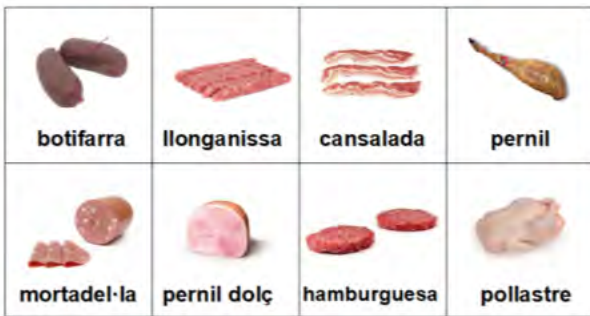 botifarra
llonganissa
cansalada
pernil
mortadel·la
pernil dolç
hamburguesa
pollastre